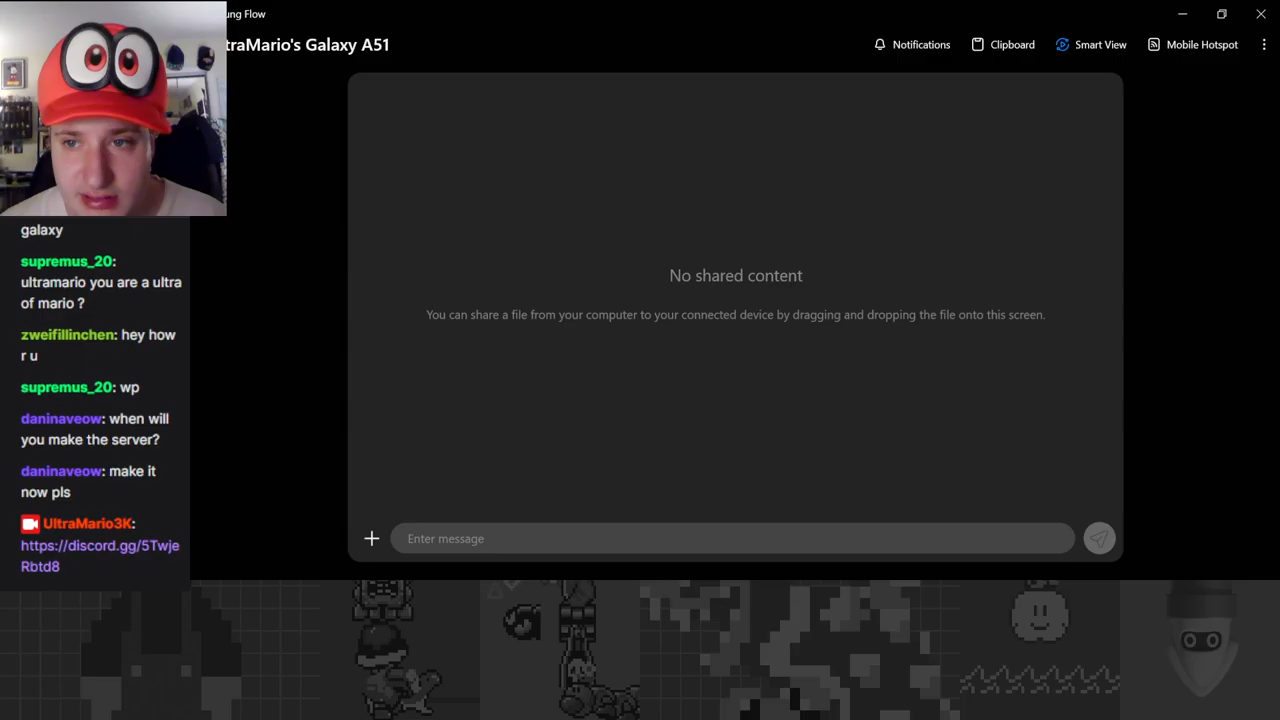 ung Flow
traMario's Galaxy A51
Notifications
Clipboard
Smart View
Mobile Hotspot
No shared content
You can share a file from your computer to your connected device by dragging and dropping the file onto this screen.
Enter message
galaxy
supremus_20:
ultramario you are a ultra
of mario ?
zweifillinchen: hey how
r u
supremus_20: wp
daninaveow: when will
you make the server?
daninaveow: make it
now pls
UltraMario3K:
https://discord.gg/5Twje
Rbtd8